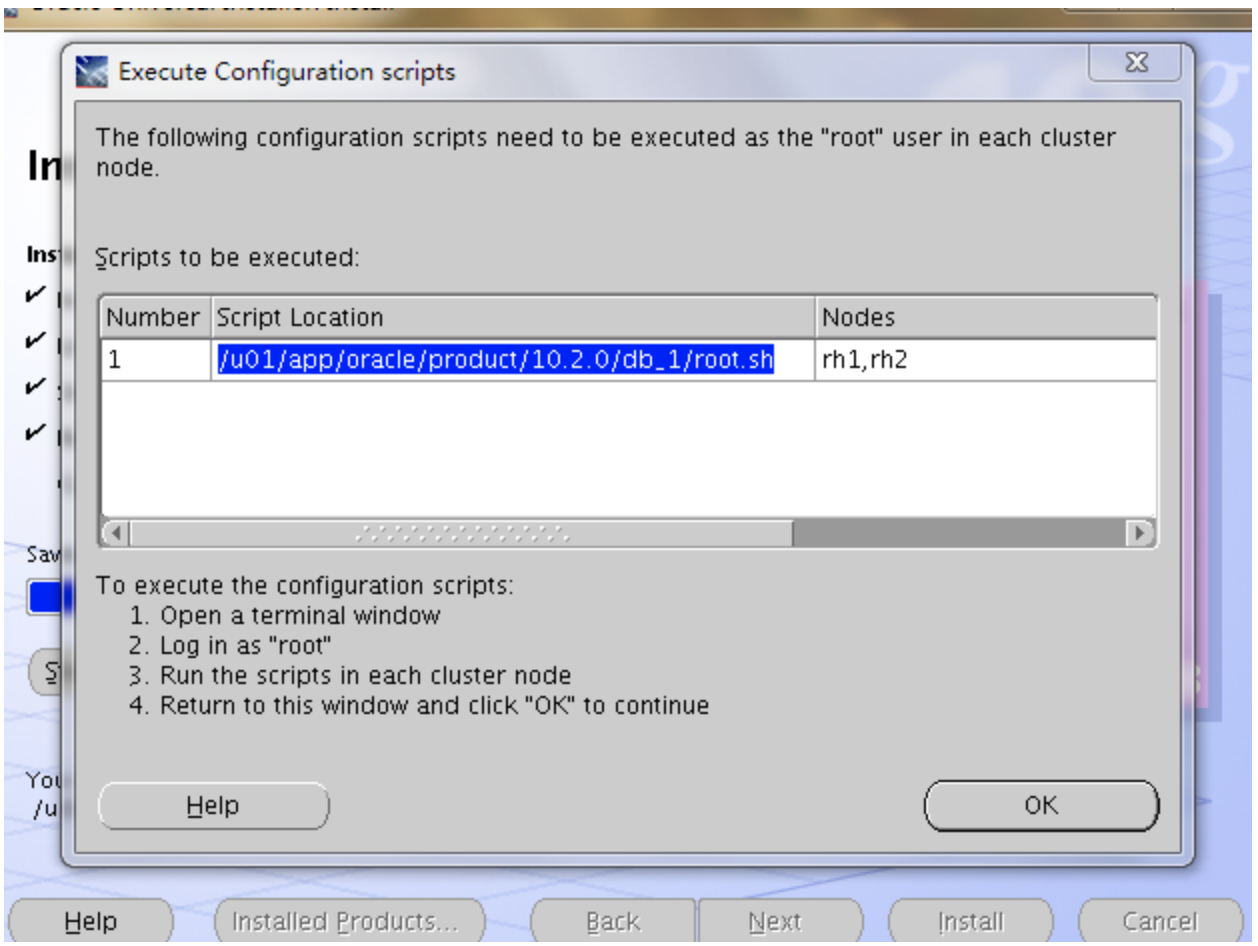 Execute Configuration scripts
The following configuration scripts need to be executed as the "root" user in each cluster
node.
Scripts to be executed:
Number Script Location Nodes
1 /u01/app/oracle/product/10.2.0/db_1/root.sh rh1,rh2
To execute the configuration scripts:
1. Open a terminal window
2. Log in as "root"
3. Run the scripts in each cluster node
4. Return to this window and click "OK" to continue
Help OK
Help Installed Products... Back Next Install Cancel